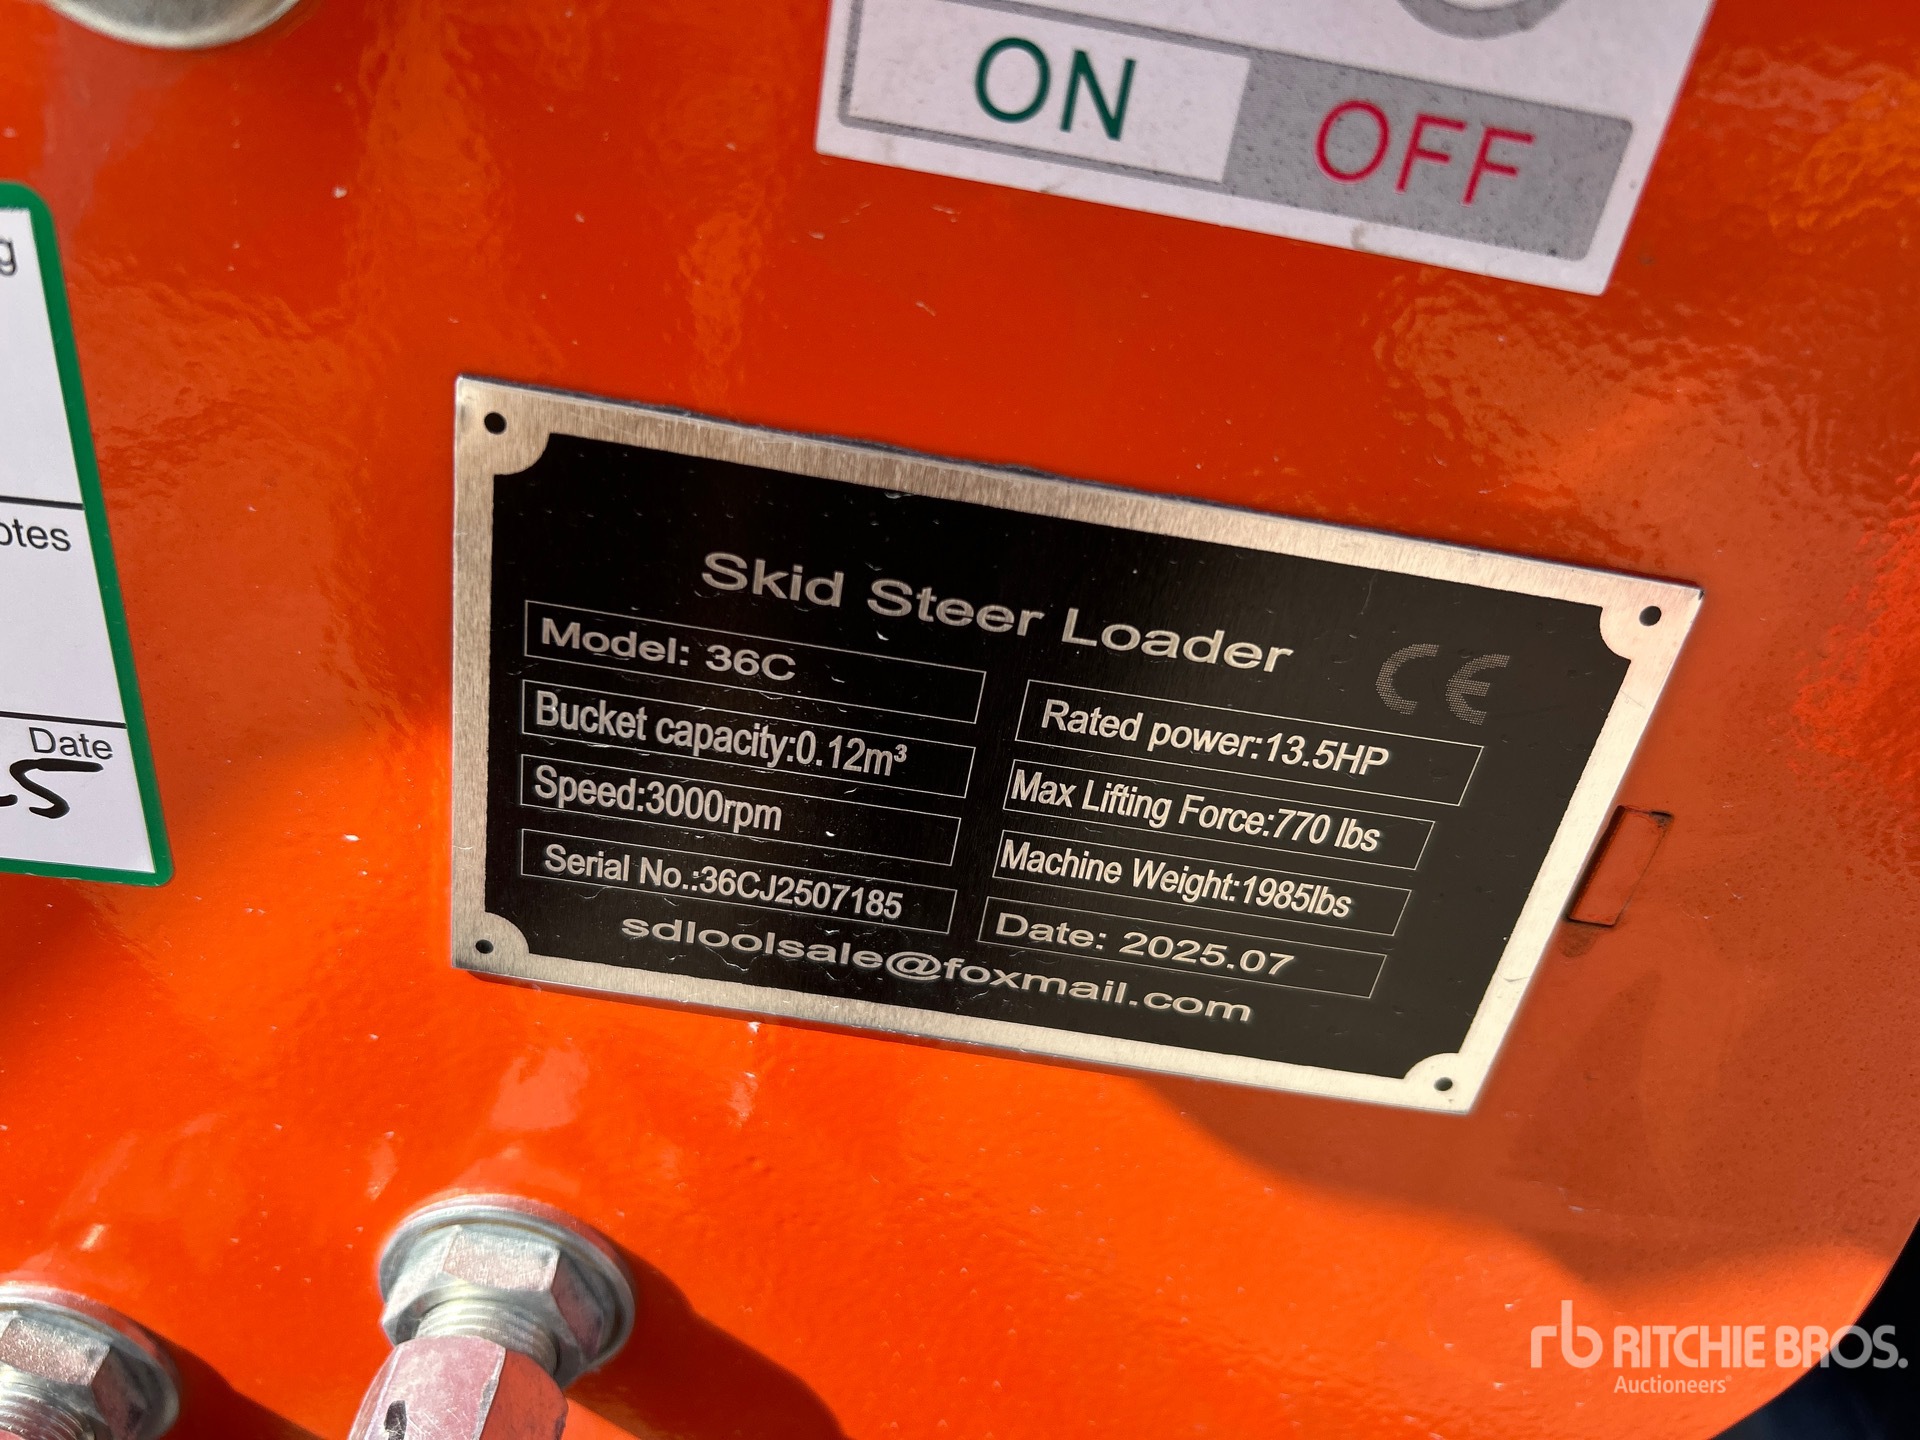 ON OFF
otes
Date
Skid Steer Loader
CE
Model: 36C
Rated power:13.5HP
Bucket capacity:0.12m³
Max Lifting Force:770 lbs
Speed:3000rpm
Machine Weight:1985lbs
Serial No.:36CJ2507185
Date: 2025.07
sdloolsale@foxmail.com
rb RITCHIE BROS.
Auctioneers